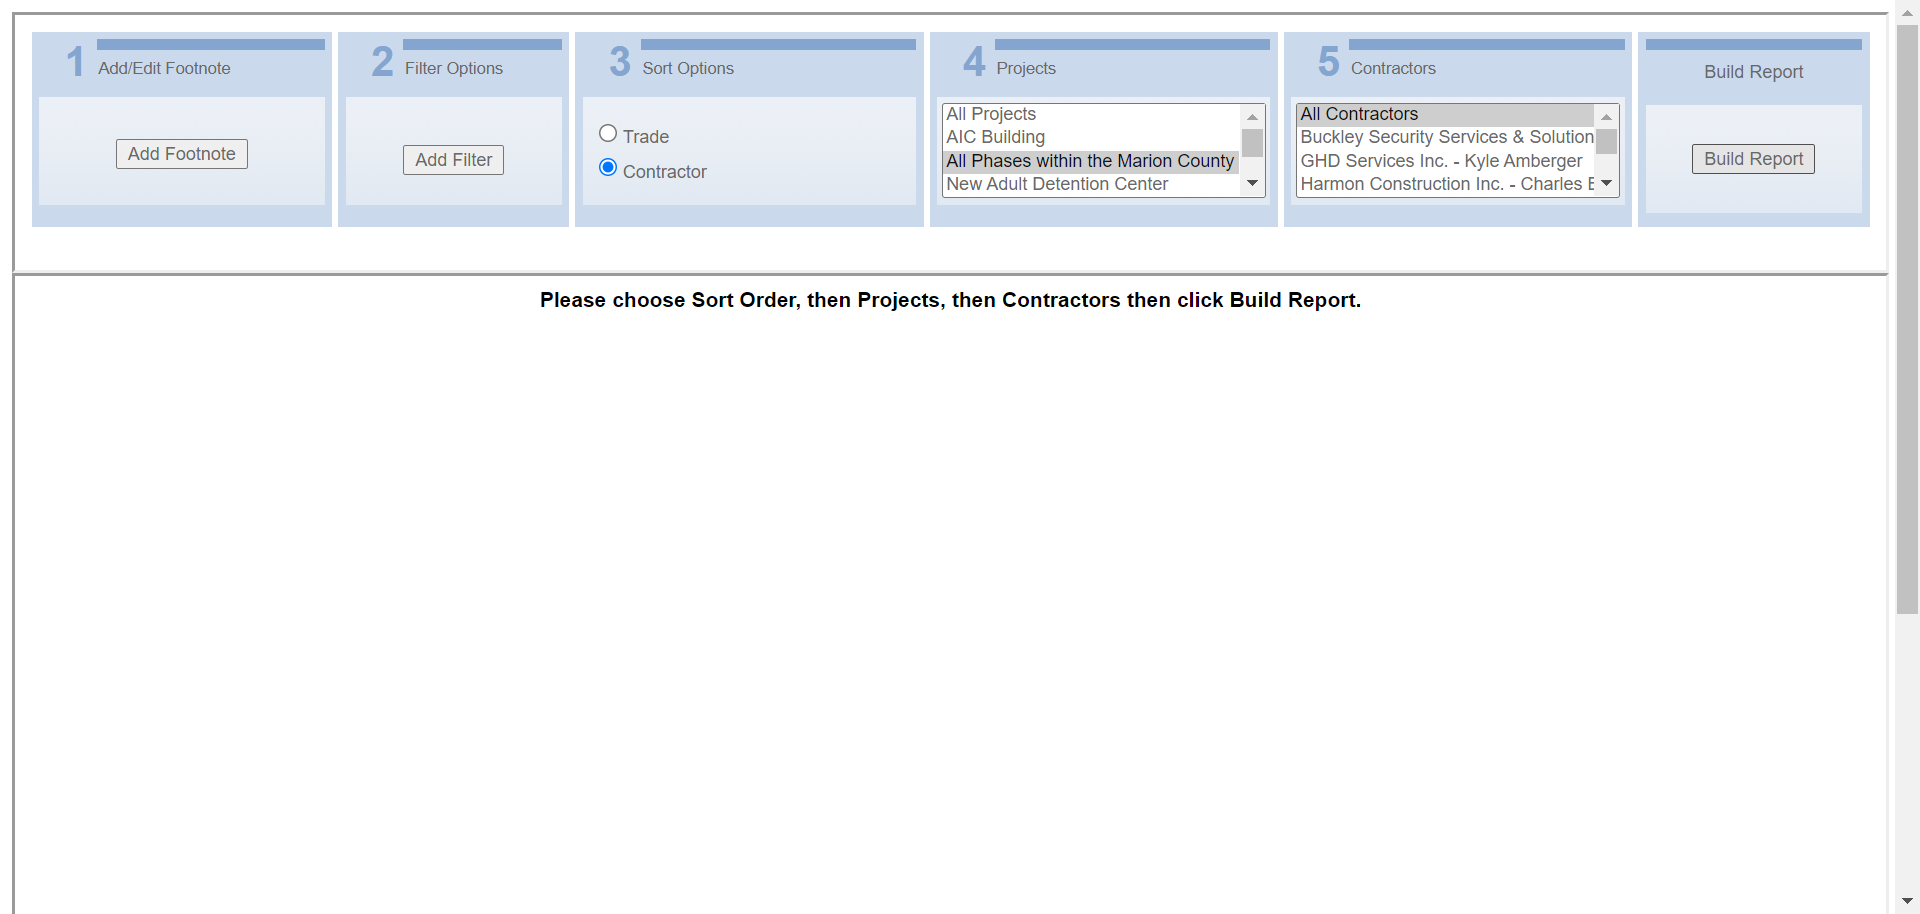 1 Add/Edit Footnote
Add Footnote
2 Filter Options
Add Filter
3 Sort Options
Trade
Contractor
4 Projects
All Projects
AIC Building
All Phases within the Marion County
New Adult Detention Center
5 Contractors
All Contractors
Buckley Security Services & Solution
GHD Services Inc. - Kyle Amberger
Harmon Construction Inc. - Charles
Build Report
Build Report
Please choose Sort Order, then Projects, then Contractors then click Build Report.